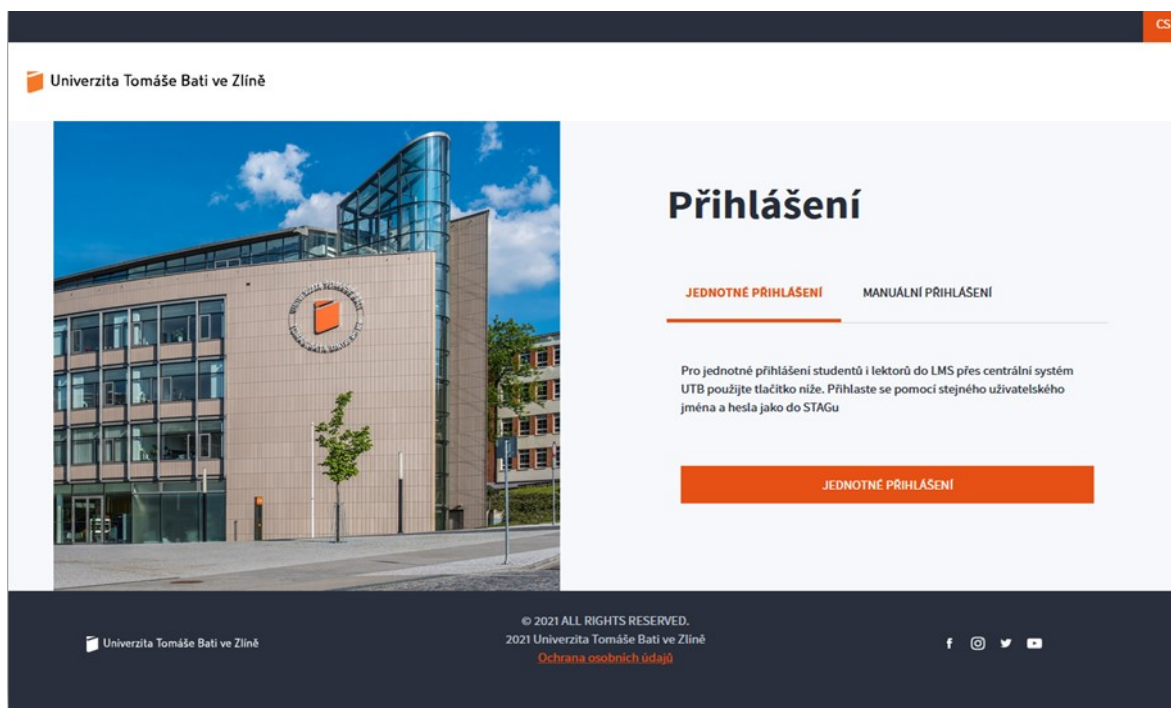 CS
Univerzita Tomáše Bati ve Zlíně
Přihlášení
JEDNOTNÉ PŘIHLÁŠENÍ
MANUÁLNÍ PŘIHLÁŠENÍ
Pro jednotné přihlášení studentů i lektorů do LMS přes centrální systém
UTB použijte tlačítko níže. Přihlaste se pomocí stejného uživatelského
jména a hesla jako do STAGu
JEDNOTNÉ PŘIHLÁŠENÍ
Univerzita Tomáše Bati ve Zlíně
© 2021 ALL RIGHTS RESERVED.
2021 Univerzita Tomáše Bati ve Zlíně
Ochrana osobních údajů